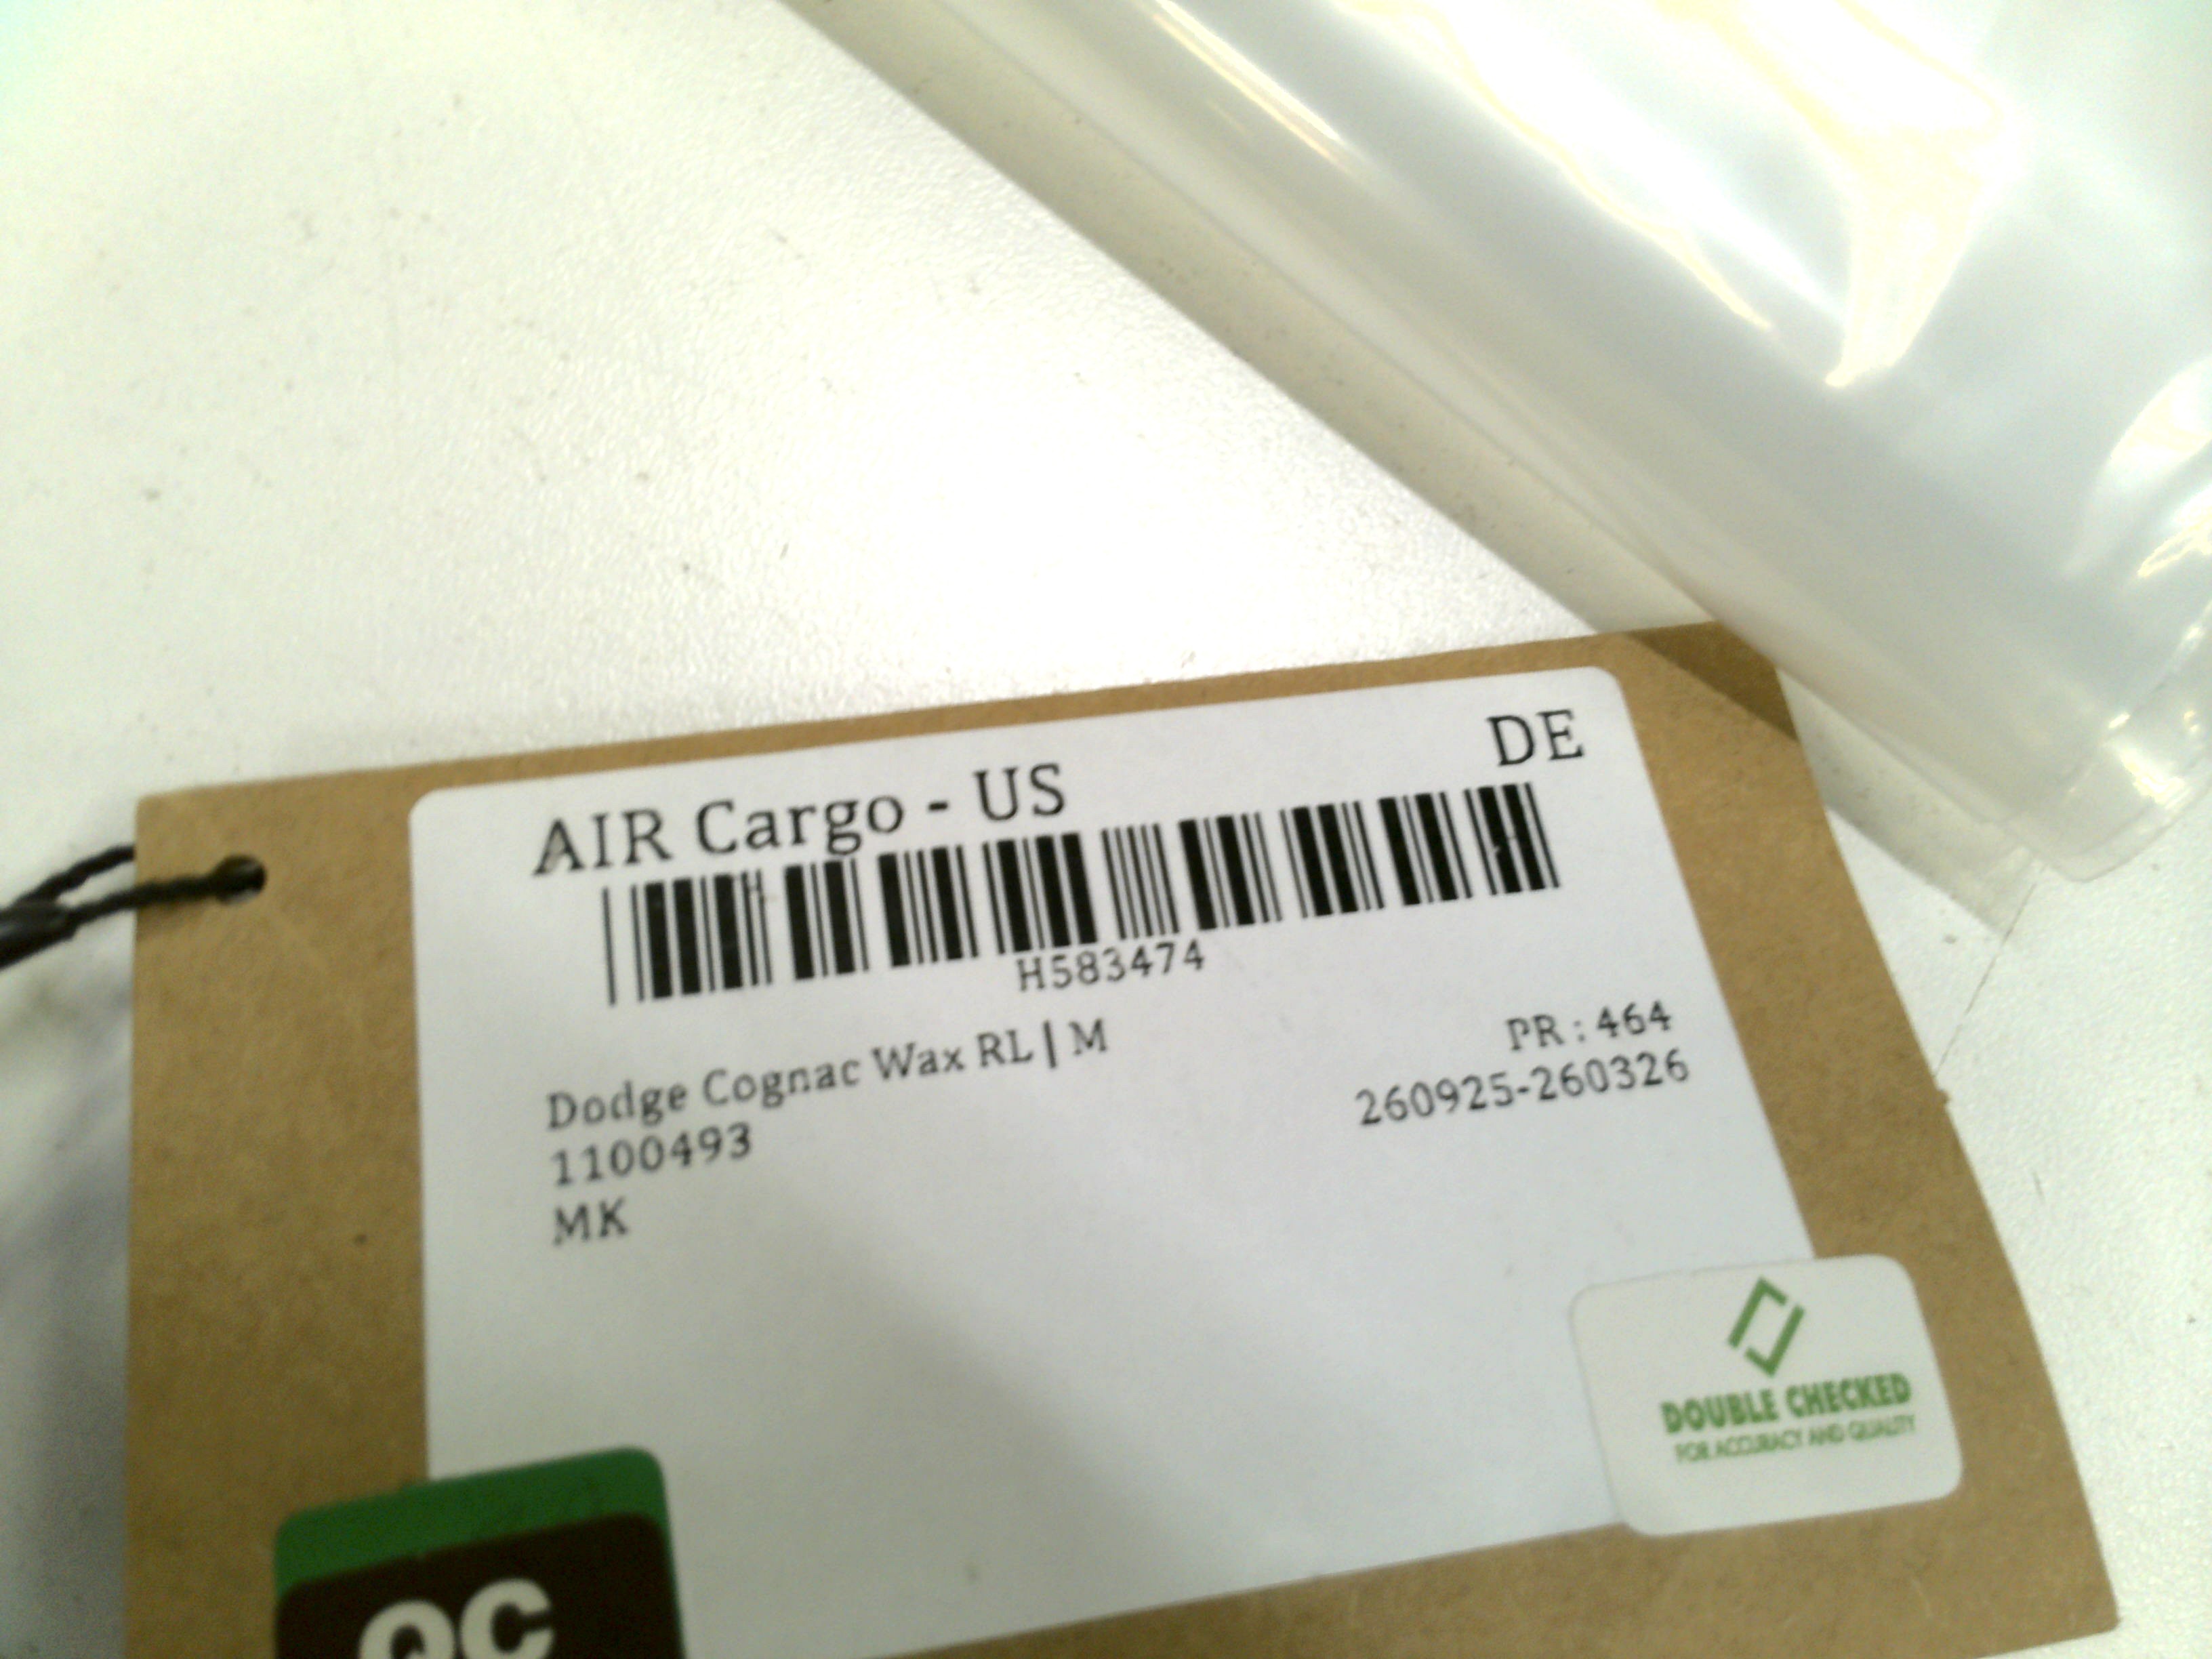 AIR Cargo - US
DE
H583474
Dodge Cognac Wax RL | M
PR : 464
1100493
260925-260326
MK
DOUBLE CHECKED
FOR ACCURACY AND QUALITY
QC